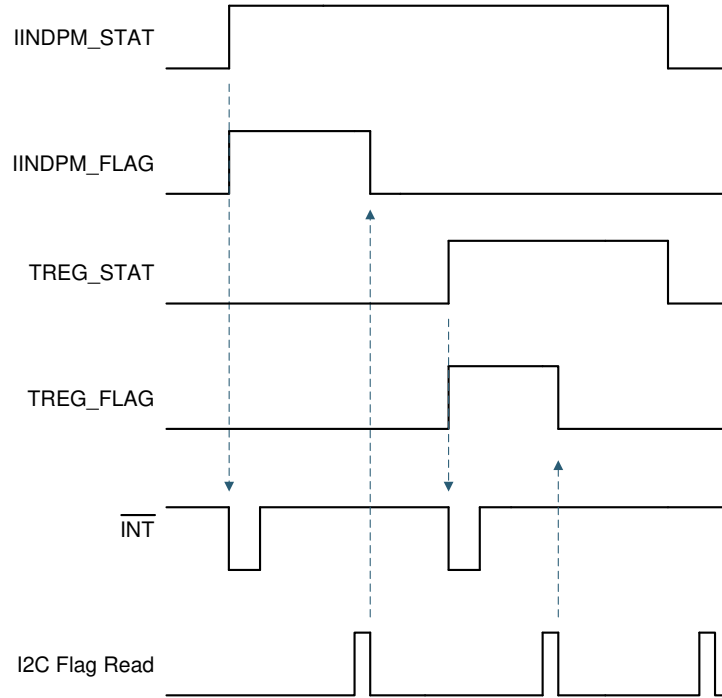 IINDPM_STAT
IINDPM_FLAG
TREG_STAT
TREG_FLAG
INT
I2C Flag Read